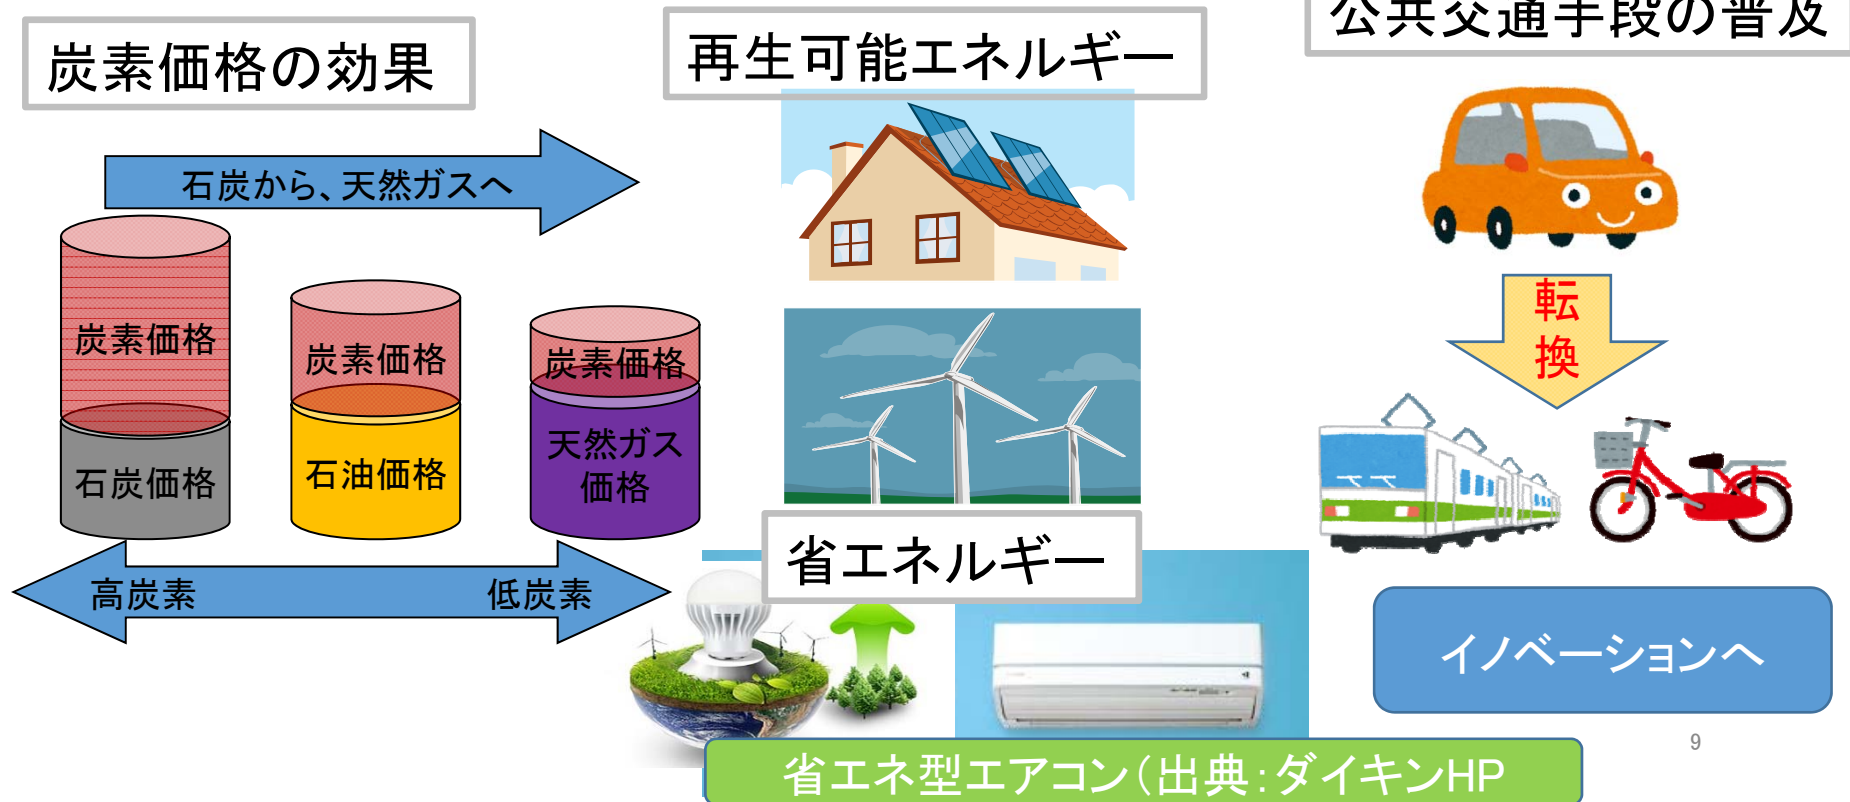 炭素価格の効果
石炭から、天然ガスへ
炭素価格
石炭価格
炭素価格
石油価格
炭素価格
天然ガス
価格
高炭素
低炭素
再生可能エネルギー
省エネルギー
省エネ型エアコン（出典：ダイキンHP
公共交通手段の普及
転
換
イノベーションへ
9